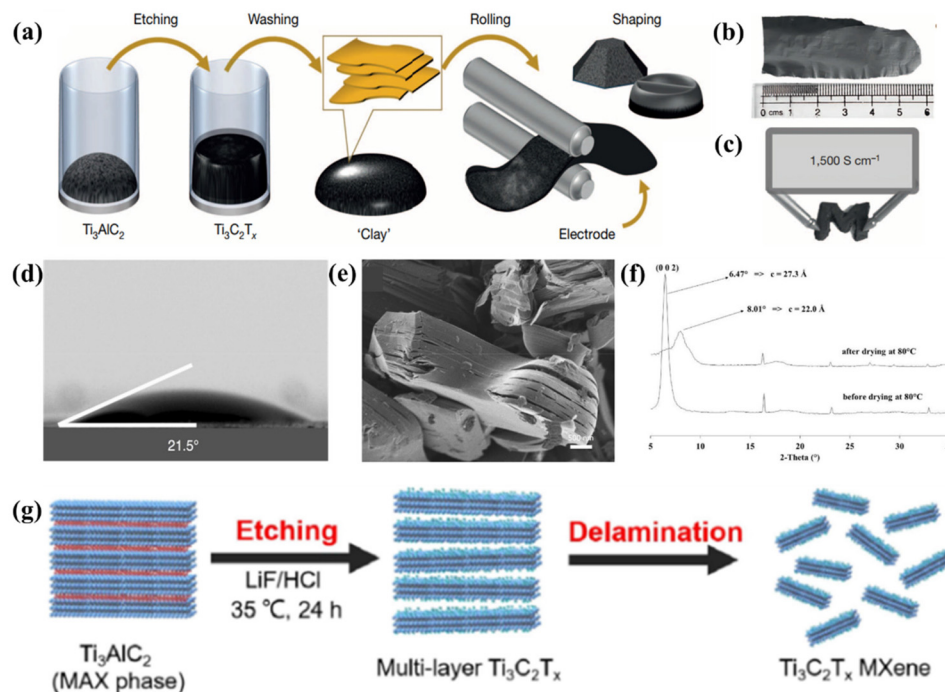 (a)
Etching
Washing
Rolling
Shaping
Ti₃AlC₂
Ti₃C₂Tₓ
'Clay'
Electrode
(b)
0 cms 1 2 3 4 5 6
(c)
1,500 S cm⁻¹
(d)
21.5°
(e)
(f)
(0 0 2)
6.47° => c = 27.3 Å
8.01° => c = 22.0 Å
after drying at 80°C
before drying at 80°C
5 10 15 20 25 30
2-Theta (°)
(g)
Etching
LiF/HCl
35 ℃, 24 h
Delamination
Ti₃AlC₂
(MAX phase)
Multi-layer Ti₃C₂Tₓ
Ti₃C₂Tₓ MXene